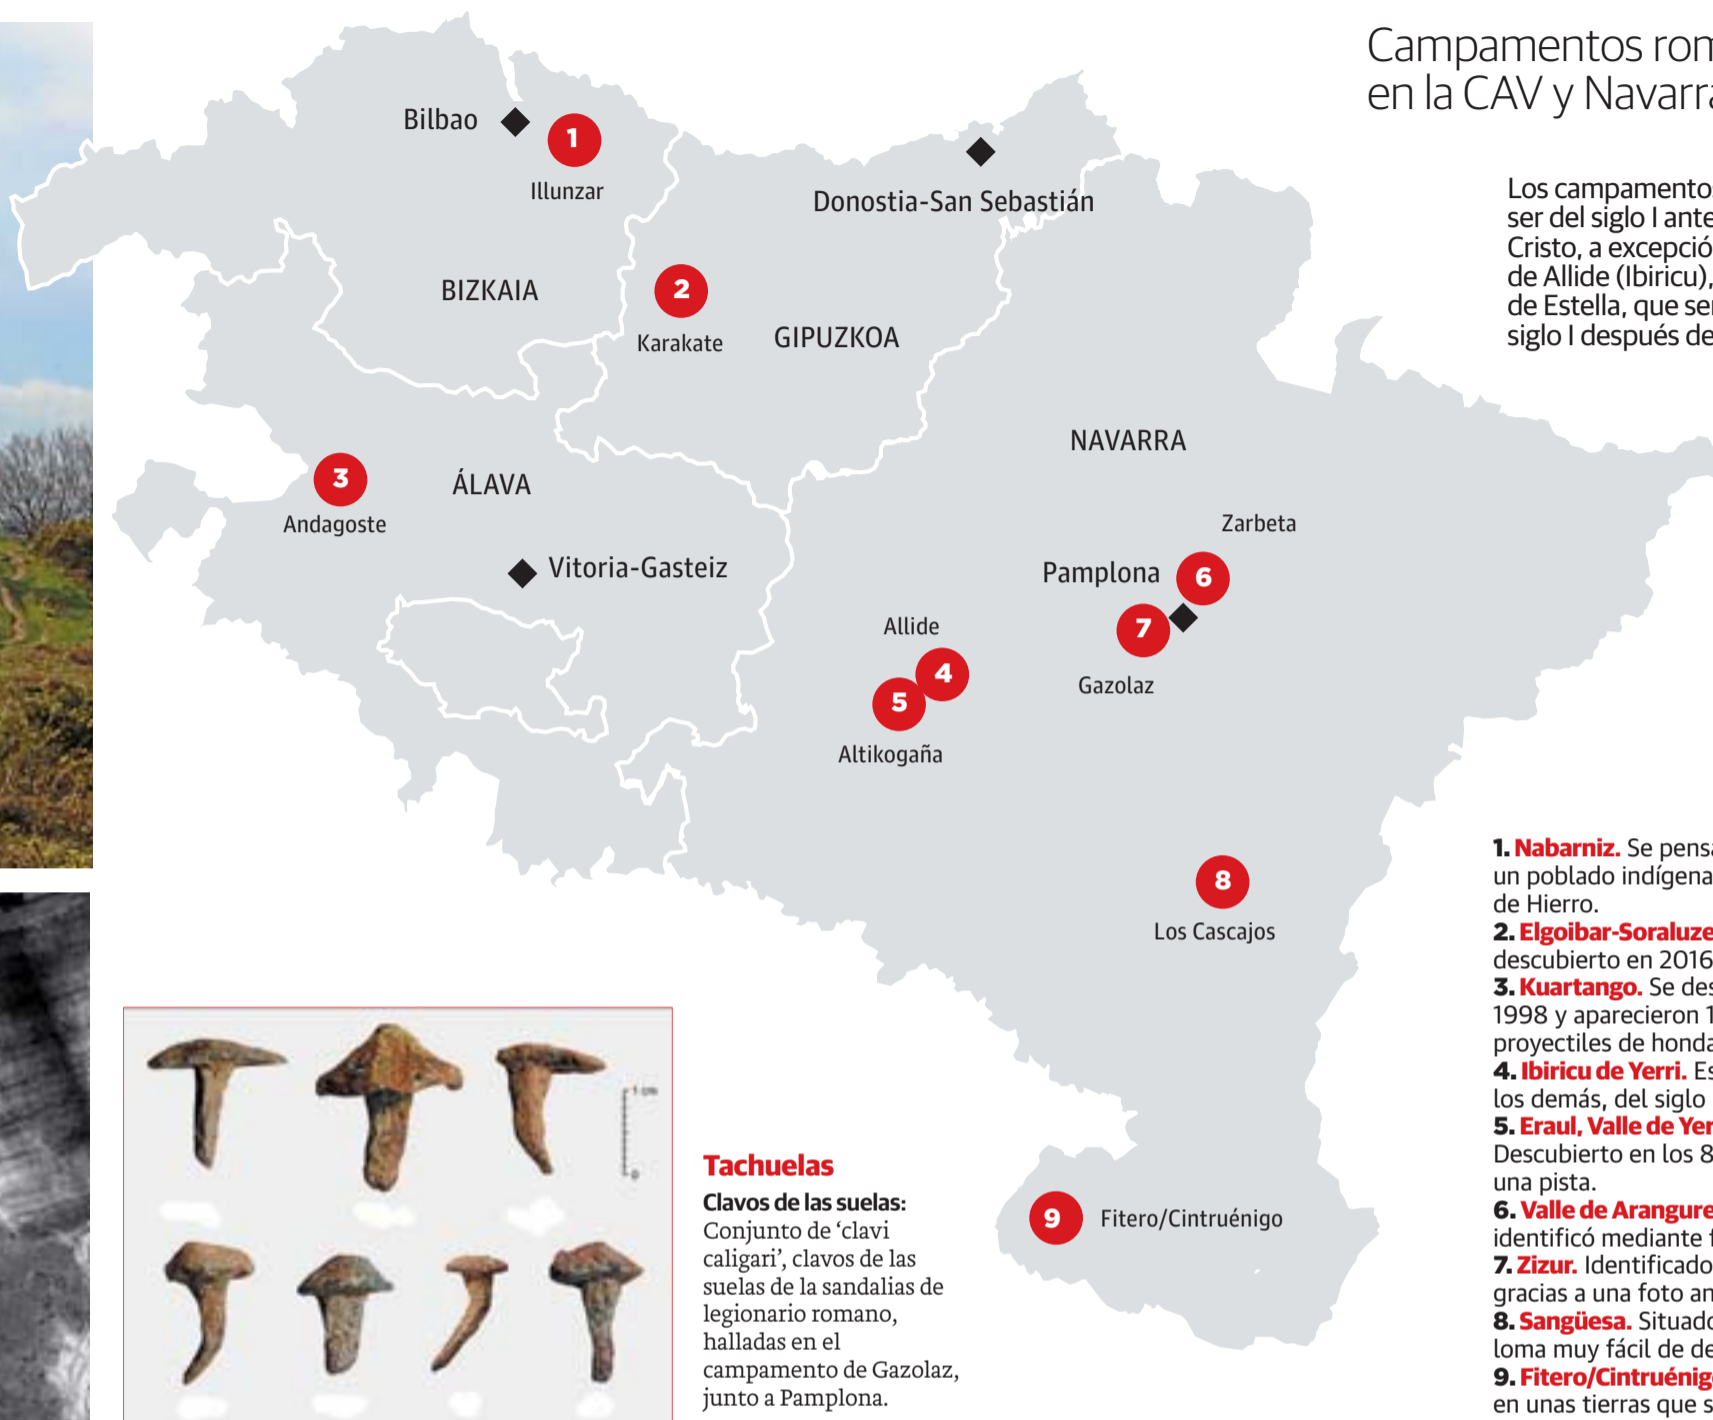 Campamentos rom
en la CAV y Navarra
Los campamentos
ser del siglo I ante
Cristo, a excepció
de Allide (Ibiricu),
de Estella, que ser
siglo I después de
Bilbao
1
Illunzar
Donostia-San Sebastián
BIZKAIA
2
Karakate
GIPUZKOA
NAVARRA
3
Andagoste
ÁLAVA
Vitoria-Gasteiz
Zarbeta
Pamplona
6
7
Gazolaz
Allide
4
5
Altikogaña
8
Los Cascajos
9
Fitero/Cintruénigo
1 cm
0
Tachuelas
Clavos de las suelas:
Conjunto de ‘clavi
caligari’, clavos de las
suelas de la sandalias de
legionario romano,
halladas en el
campamento de Gazolaz,
junto a Pamplona.
1. Nabarniz. Se pensa
un poblado indígena
de Hierro.
2. Elgoibar-Soraluze
descubierto en 2016
3. Kuartango. Se des
1998 y aparecieron 1
proyectiles de honda
4. Ibiricu de Yerri. Es
los demás, del siglo
5. Eraul, Valle de Yer
Descubierto en los 8
una pista.
6. Valle de Arangure
identificó mediante f
7. Zizur. Identificado
gracias a una foto an
8. Sangüesa. Situado
loma muy fácil de de
9. Fitero/Cintruénigo
en unas tierras que s